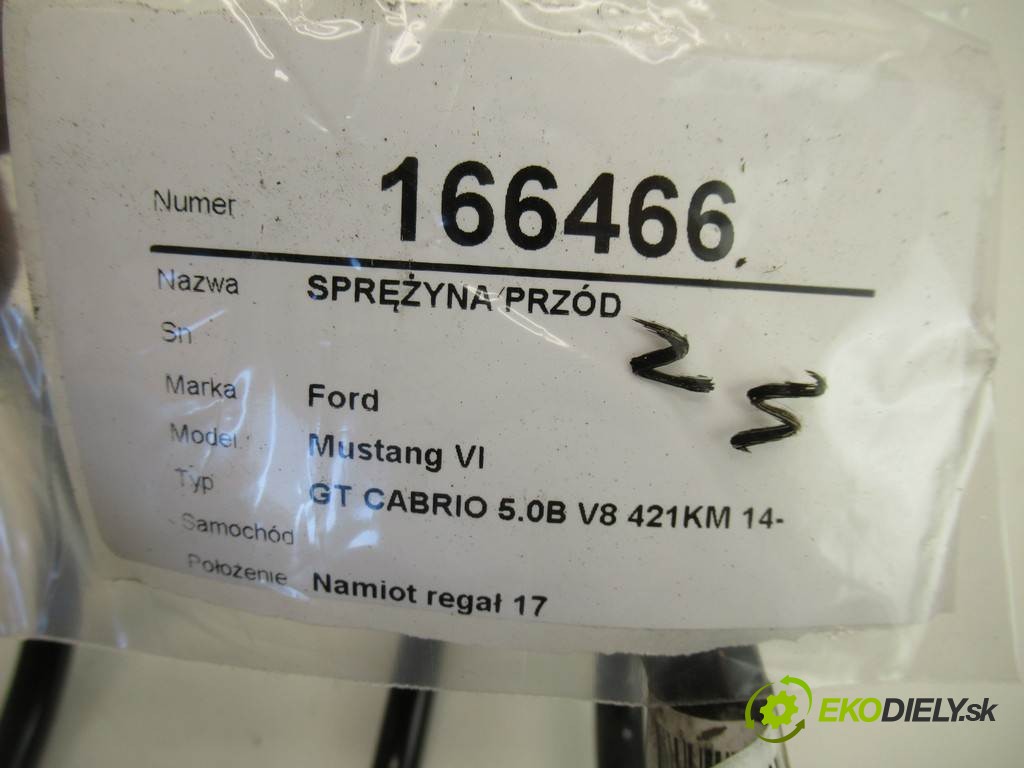 Numer 166466
Nazwa SPRĘŻYNA PRZÓD
Sn
Marka Ford
Model Mustang VI
Typ GT CABRIO 5.0B V8 421KM 14-
Samochód
Położenie Namiot regał 17
EKODIELY.sk